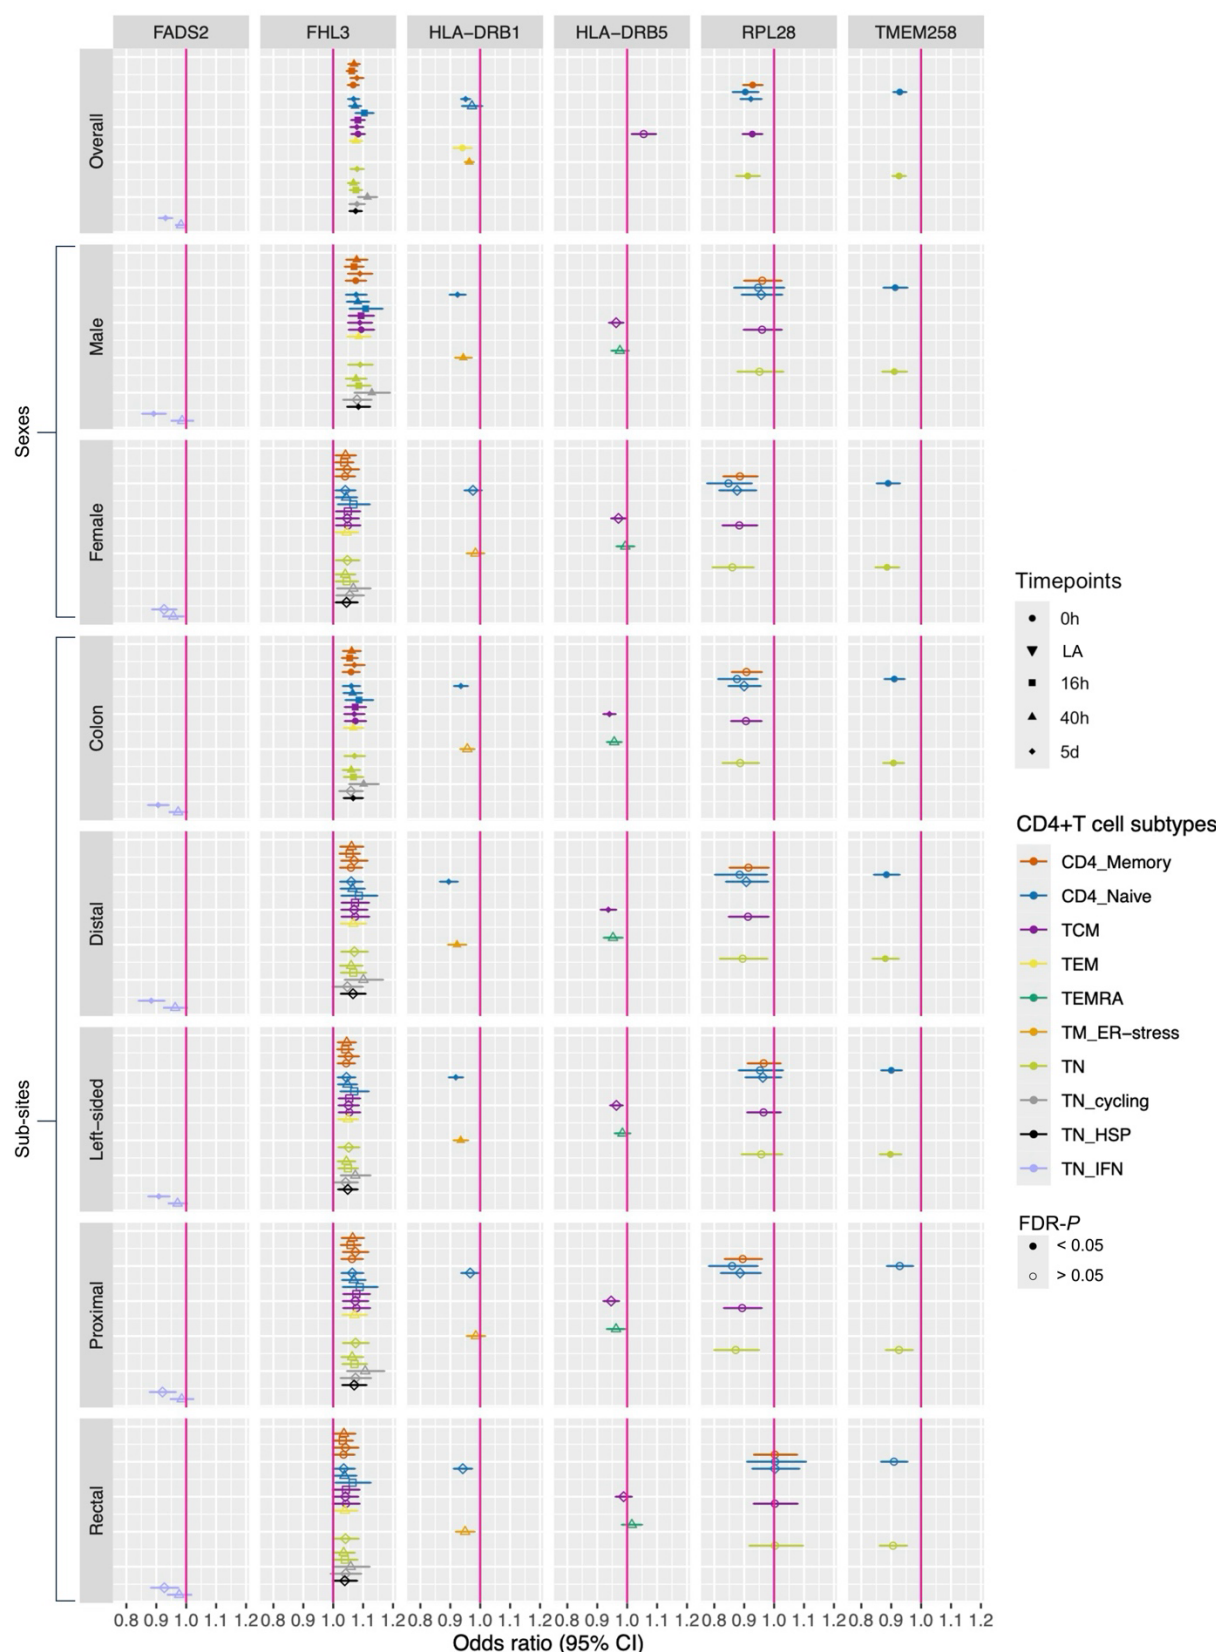 FADS2 FHL3 HLA−DRB1 HLA−DRB5 RPL28 TMEM258
Overall
Sexes
Male
Female
Sub-sites
Colon
Distal
Left−sided
Proximal
Rectal
0.8 0.9 1.0 1.1 1.2 0.8 0.9 1.0 1.1 1.2 0.8 0.9 1.0 1.1 1.2 0.8 0.9 1.0 1.1 1.2 0.8 0.9 1.0 1.1 1.2 0.8 0.9 1.0 1.1 1.2
Odds ratio (95% CI)
Timepoints
0h
LA
16h
40h
5d
CD4+T cell subtypes
CD4_Memory
CD4_Naive
TCM
TEM
TEMRA
TM_ER−stress
TN
TN_cycling
TN_HSP
TN_IFN
FDR-P
< 0.05
> 0.05